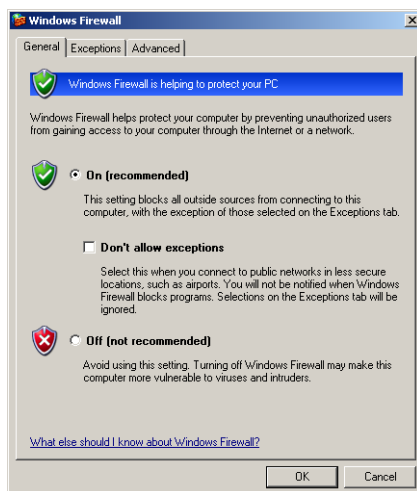 Windows Firewall
General Exceptions Advanced
Windows Firewall is helping to protect your PC
Windows Firewall helps protect your computer by preventing unauthorized users
from gaining access to your computer through the Internet or a network.
On (recommended)
This setting blocks all outside sources from connecting to this
computer, with the exception of those selected on the Exceptions tab.
Don't allow exceptions
Select this when you connect to public networks in less secure
locations, such as airports. You will not be notified when Windows
Firewall blocks programs. Selections on the Exceptions tab will be
ignored.
Off (not recommended)
Avoid using this setting. Turning off Windows Firewall may make this
computer more vulnerable to viruses and intruders.
What else should I know about Windows Firewall?
OK Cancel